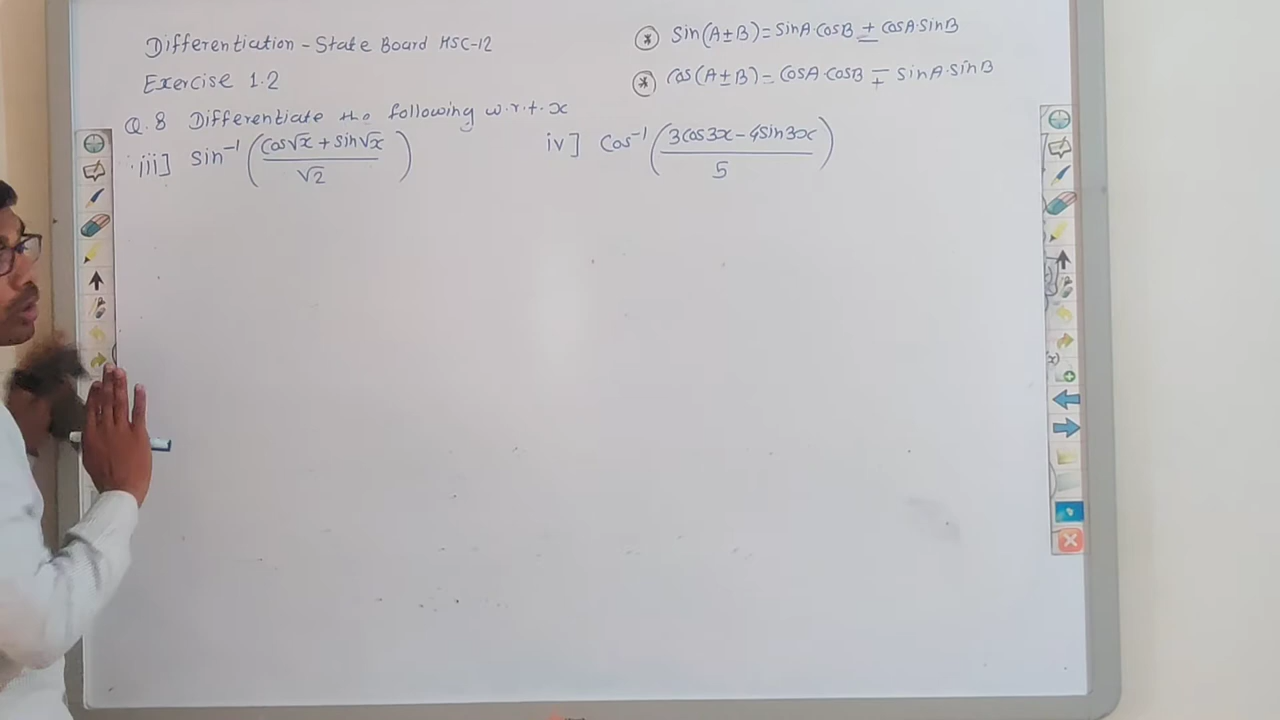 Differentiation - State Board HSC-12
Exercise 1.2
⊛ Sin(A±B) = SinA·CosB ± CosA·SinB
⊛ Cos(A±B) = CosA·CosB ∓ SinA·SinB
Q.8 Differentiate the following w.r.t. x
iii] Sin⁻¹ ((Cos√x + Sin√x)/√2)
iv] Cos⁻¹ ((3Cos3x - 4Sin3x)/5)